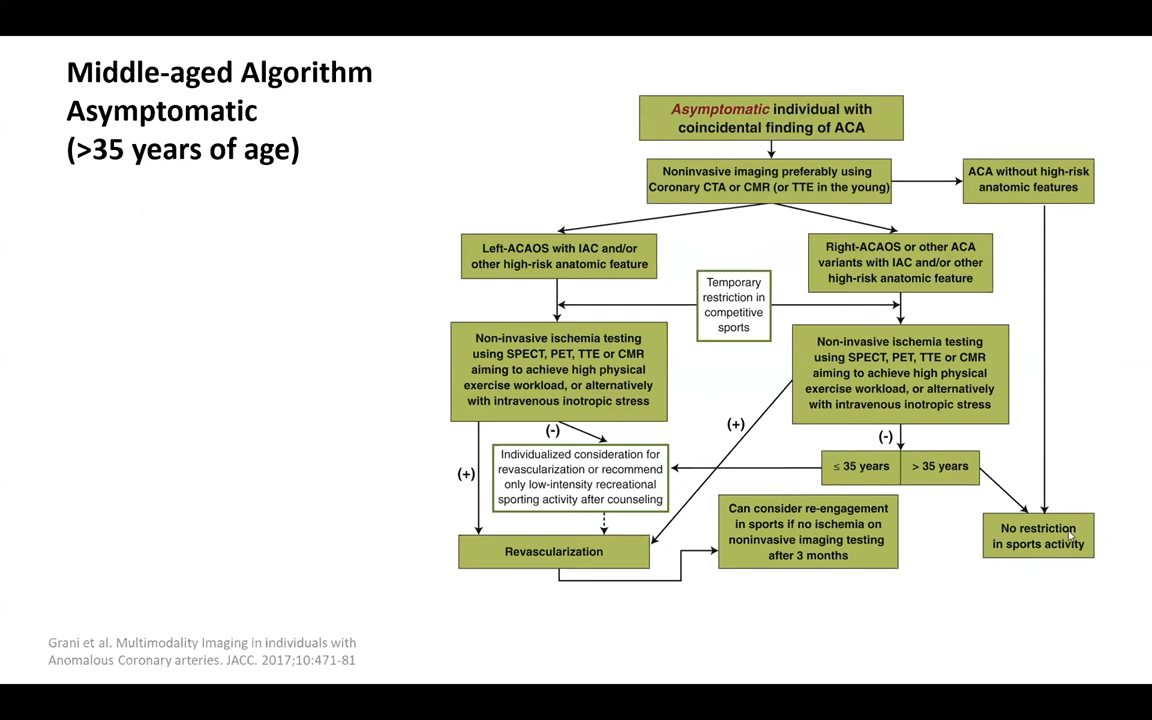 Middle-aged Algorithm
Asymptomatic
(>35 years of age)
Asymptomatic individual with
coincidental finding of ACA
Noninvasive imaging preferably using
Coronary CTA or CMR (or TTE in the young)
ACA without high-risk
anatomic features
Left-ACAOS with IAC and/or
other high-risk anatomic feature
Right-ACAOS or other ACA
variants with IAC and/or other
high-risk anatomic feature
Temporary
restriction in
competitive
sports
Non-invasive ischemia testing
using SPECT, PET, TTE or CMR
aiming to achieve high physical
exercise workload, or alternatively
with intravenous inotropic stress
Non-invasive ischemia testing
using SPECT, PET, TTE or CMR
aiming to achieve high physical
exercise workload, or alternatively
with intravenous inotropic stress
(+)
(-)
(+)
(-)
≤ 35 years
> 35 years
Individualized consideration for
revascularization or recommend
only low-intensity recreational
sporting activity after counseling
Revascularization
Can consider re-engagement
in sports if no ischemia on
noninvasive imaging testing
after 3 months
No restriction
in sports activity
Grani et al. Multimodality Imaging in individuals with
Anomalous Coronary arteries. JACC. 2017;10:471-81